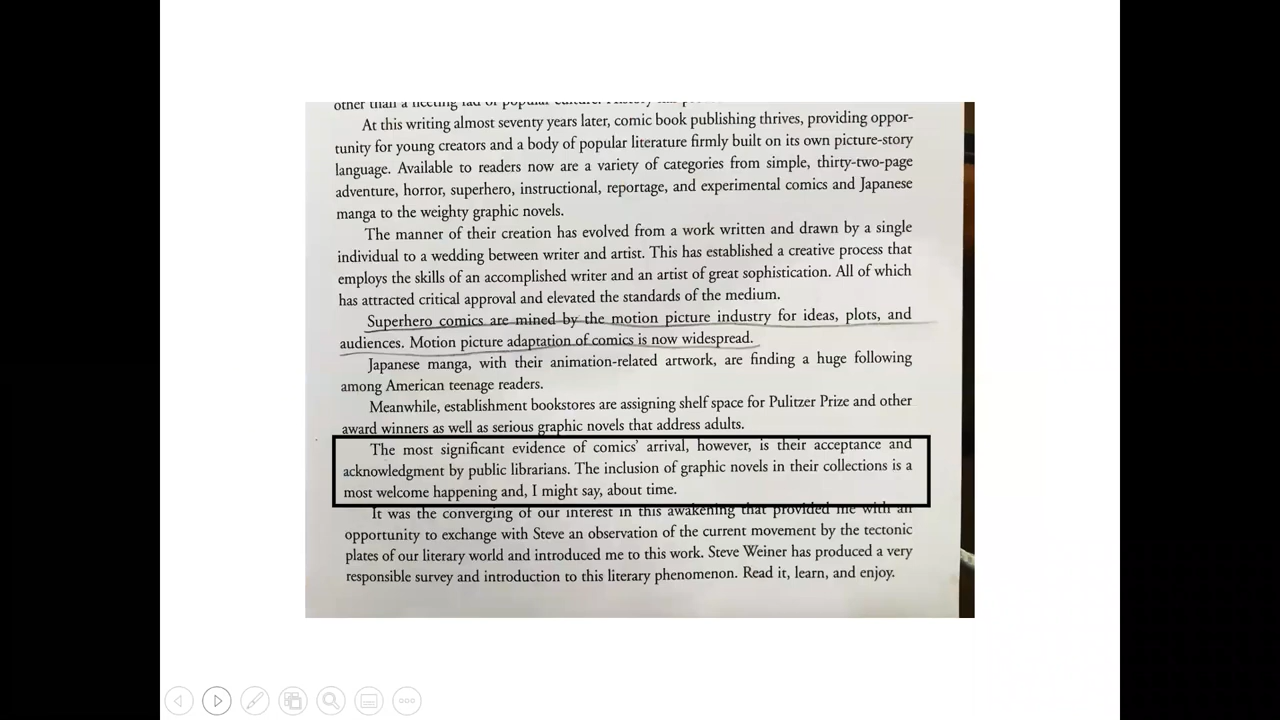 other than a fleeting fad of popular culture. History
At this writing almost seventy years later, comic book publishing thrives, providing oppor-
tunity for young creators and a body of popular literature firmly built on its own picture-story
language. Available to readers now are a variety of categories from simple, thirty-two-page
adventure, horror, superhero, instructional, reportage, and experimental comics and Japanese
manga to the weighty graphic novels.
The manner of their creation has evolved from a work written and drawn by a single
individual to a wedding between writer and artist. This has established a creative process that
employs the skills of an accomplished writer and an artist of great sophistication. All of which
has attracted critical approval and elevated the standards of the medium.
Superhero comics are mined by the motion picture industry for ideas, plots, and
audiences. Motion picture adaptation of comics is now widespread.
Japanese manga, with their animation-related artwork, are finding a huge following
among American teenage readers.
Meanwhile, establishment bookstores are assigning shelf space for Pulitzer Prize and other
award winners as well as serious graphic novels that address adults.
The most significant evidence of comics’ arrival, however, is their acceptance and
acknowledgment by public librarians. The inclusion of graphic novels in their collections is a
most welcome happening and, I might say, about time.
It was the converging of our interest in this awakening that provided me with an
opportunity to exchange with Steve an observation of the current movement by the tectonic
plates of our literary world and introduced me to this work. Steve Weiner has produced a very
responsible survey and introduction to this literary phenomenon. Read it, learn, and enjoy.